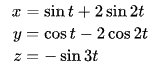 x = sin t + 2 sin 2t
y = cos t − 2 cos 2t
z = − sin 3t